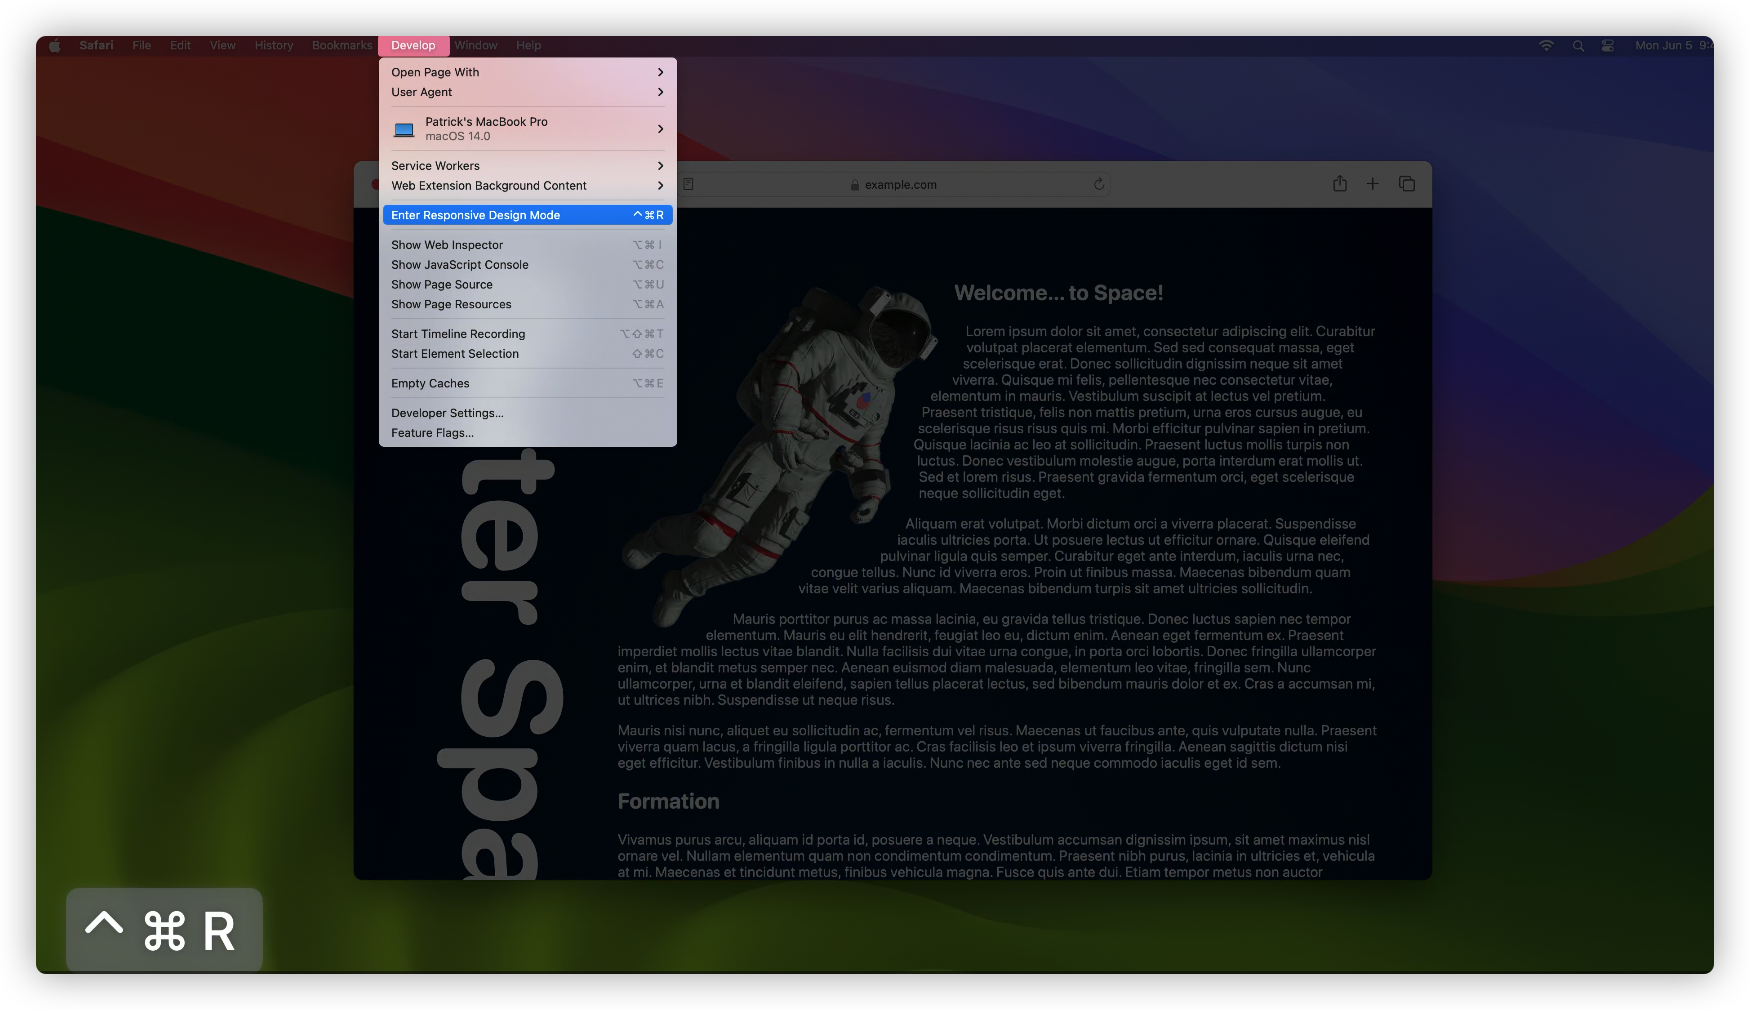 Safari File Edit View History Bookmarks Develop Window Help
Mon Jun 5
Open Page With
User Agent
Patrick's MacBook Pro
macOS 14.0
Service Workers
Web Extension Background Content
Enter Responsive Design Mode ^⌘R
Show Web Inspector ⌥⌘I
Show JavaScript Console ⌥⌘C
Show Page Source ⌥⌘U
Show Page Resources ⌥⌘A
Start Timeline Recording ⌥⇧⌘T
Start Element Selection ⇧⌘C
Empty Caches ⌥⌘E
Developer Settings...
Feature Flags...
example.com
ter Spa
Welcome... to Space!
Lorem ipsum dolor sit amet, consectetur adipiscing elit. Curabitur
volutpat placerat elementum. Sed sed consequat massa, eget
scelerisque erat. Donec sollicitudin dignissim neque sit amet
viverra. Quisque mi felis, pellentesque nec consectetur vitae,
elementum in mauris. Vestibulum suscipit at lectus vel pretium.
Praesent tristique, felis non mattis pretium, urna eros cursus augue, eu
scelerisque risus risus quis mi. Morbi efficitur pulvinar sapien in pretium.
Quisque lacinia ac leo at sollicitudin. Praesent luctus mollis turpis non
luctus. Donec vestibulum molestie augue, porta interdum erat mollis ut.
Sed et lorem risus. Praesent gravida fermentum orci, eget scelerisque
neque sollicitudin eget.
Aliquam erat volutpat. Morbi dictum orci a viverra placerat. Suspendisse
iaculis ultricies porta. Ut posuere lectus ut efficitur ornare. Quisque eleifend
pulvinar ligula quis semper. Curabitur eget ante interdum, iaculis urna nec,
congue tellus. Nunc id viverra eros. Proin ut finibus massa. Maecenas bibendum quam
vitae velit varius aliquam. Maecenas bibendum turpis sit amet ultricies sollicitudin.
Mauris porttitor purus ac massa lacinia, eu gravida tellus tristique. Donec luctus sapien nec tempor
elementum. Mauris eu elit hendrerit, feugiat leo eu, dictum enim. Aenean eget fermentum ex. Praesent
imperdiet mollis lectus vitae blandit. Nulla facilisis dui vitae urna congue, in porta orci lobortis. Donec fringilla ullamcorper
enim, et blandit metus semper nec. Aenean euismod diam malesuada, elementum leo vitae, fringilla sem. Nunc
ullamcorper, urna et blandit eleifend, sapien tellus placerat lectus, sed bibendum mauris dolor et ex. Cras a accumsan mi,
ut ultrices nibh. Suspendisse ut neque risus.
Mauris nisi nunc, aliquet eu sollicitudin ac, fermentum vel risus. Maecenas ut faucibus ante, quis vulputate nulla. Praesent
viverra quam lacus, a fringilla ligula porttitor ac. Cras facilisis leo et ipsum viverra fringilla. Aenean sagittis dictum nisi
eget efficitur. Vestibulum finibus in nulla a iaculis. Nunc nec ante sed neque commodo iaculis eget id sem.
Formation
Vivamus purus arcu, aliquam id porta id, posuere a neque. Vestibulum accumsan dignissim ipsum, sit amet maximus nisl
ornare vel. Nullam elementum quam non condimentum condimentum. Praesent nibh purus, lacinia in ultricies et, vehicula
at mi. Maecenas et tincidunt metus, finibus vehicula magna. Fusce quis ante dui. Etiam tempor metus non auctor
^ ⌘ R